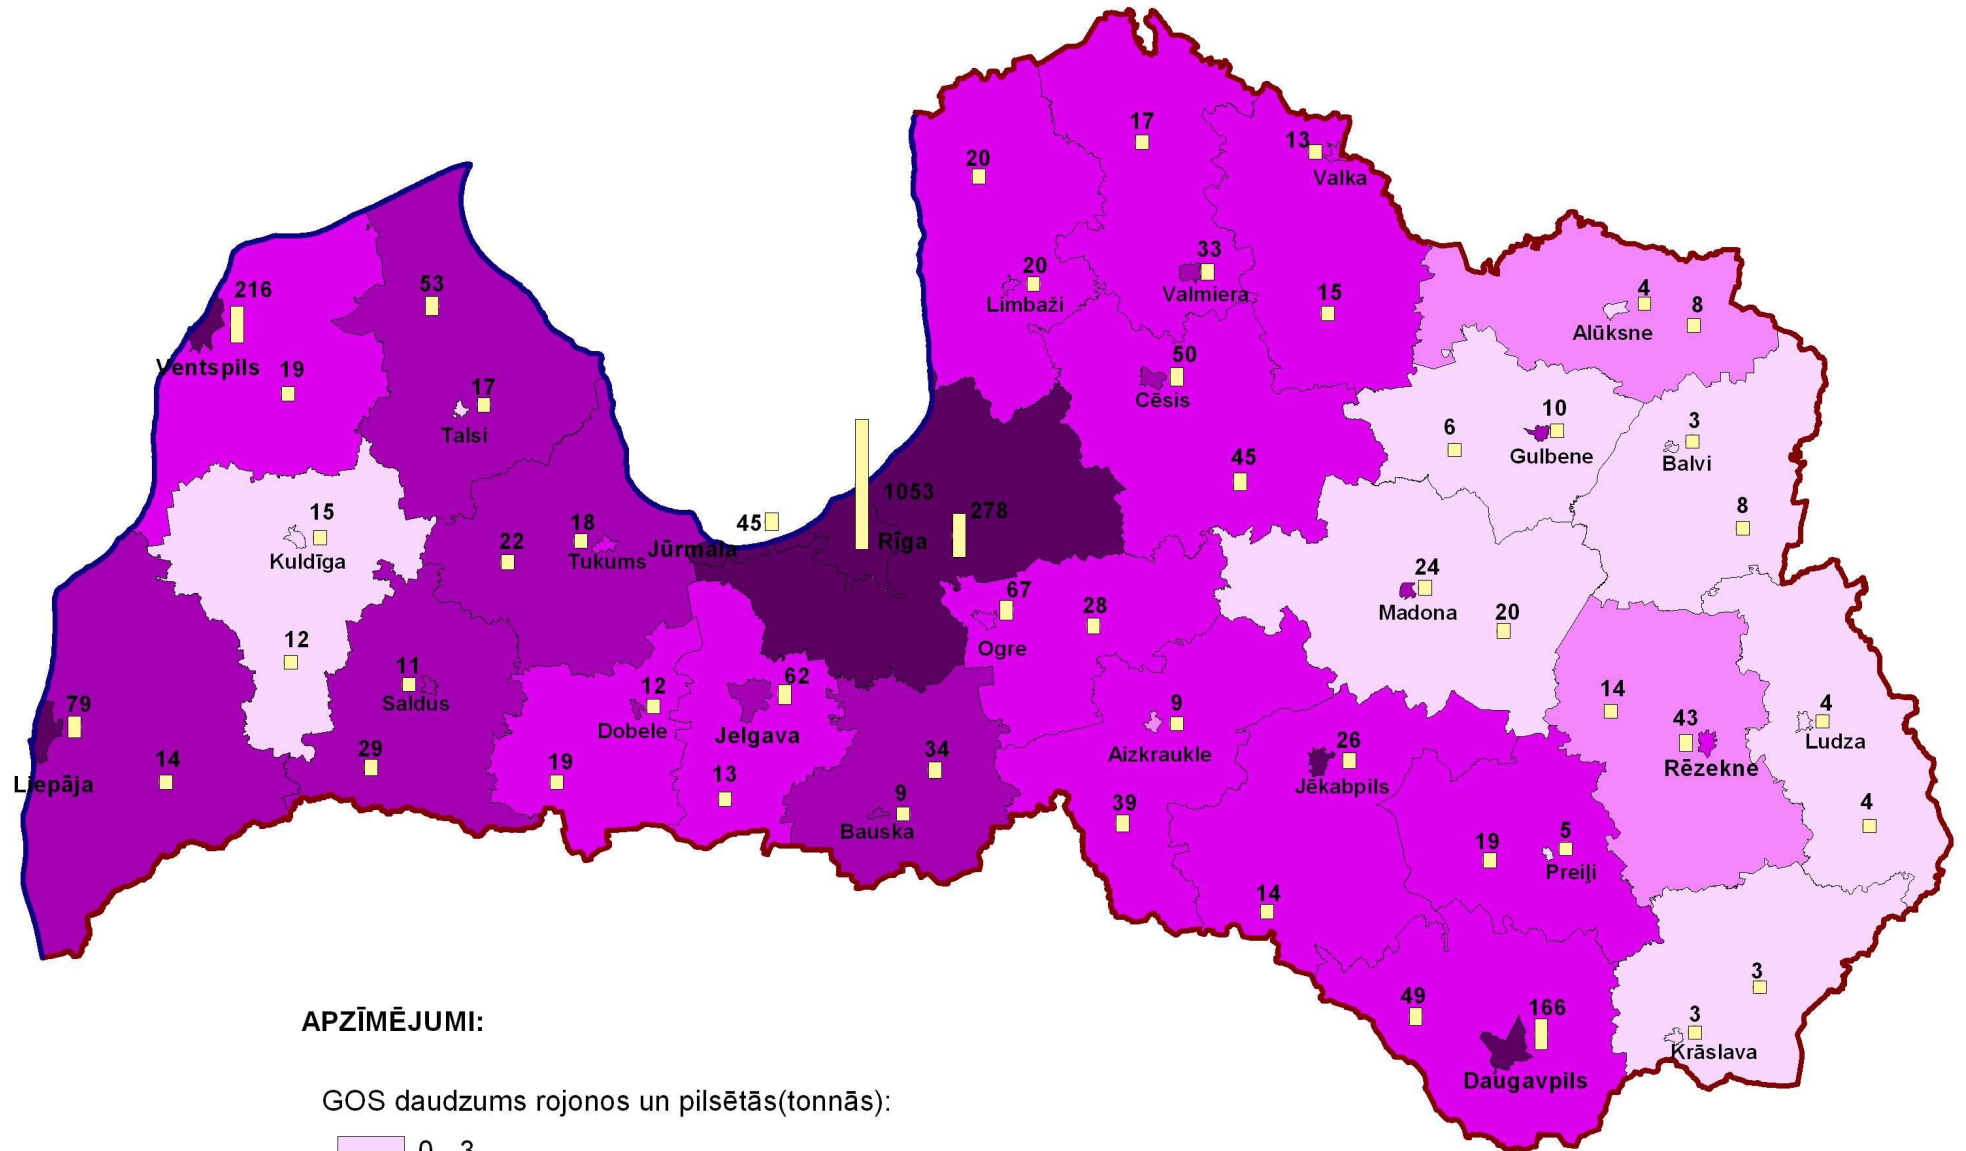 17
13
Valka
20
33
Valmiera
20
Limbaži
15
4
8
Alūksne
216
53
Ventspils
19
17
Talsi
50
Cēsis
45
6
10
Gulbene
3
Balvi
8
15
Kuldīga
22
18
Tukums
45
Jūrmala
1053
Rīga
278
67
Ogre
28
24
Madona
20
12
11
Saldus
29
79
Liepāja
14
12
Dobele
19
62
Jelgava
13
34
9
Bauska
9
Aizkraukle
39
26
Jēkabpils
14
14
43
Rēzekne
4
Ludza
4
19
5
Preiļi
49
166
Daugavpils
3
3
Krāslava
APZĪMĒJUMI:
GOS daudzums rojonos un pilsētās(tonnās):
0 - 3